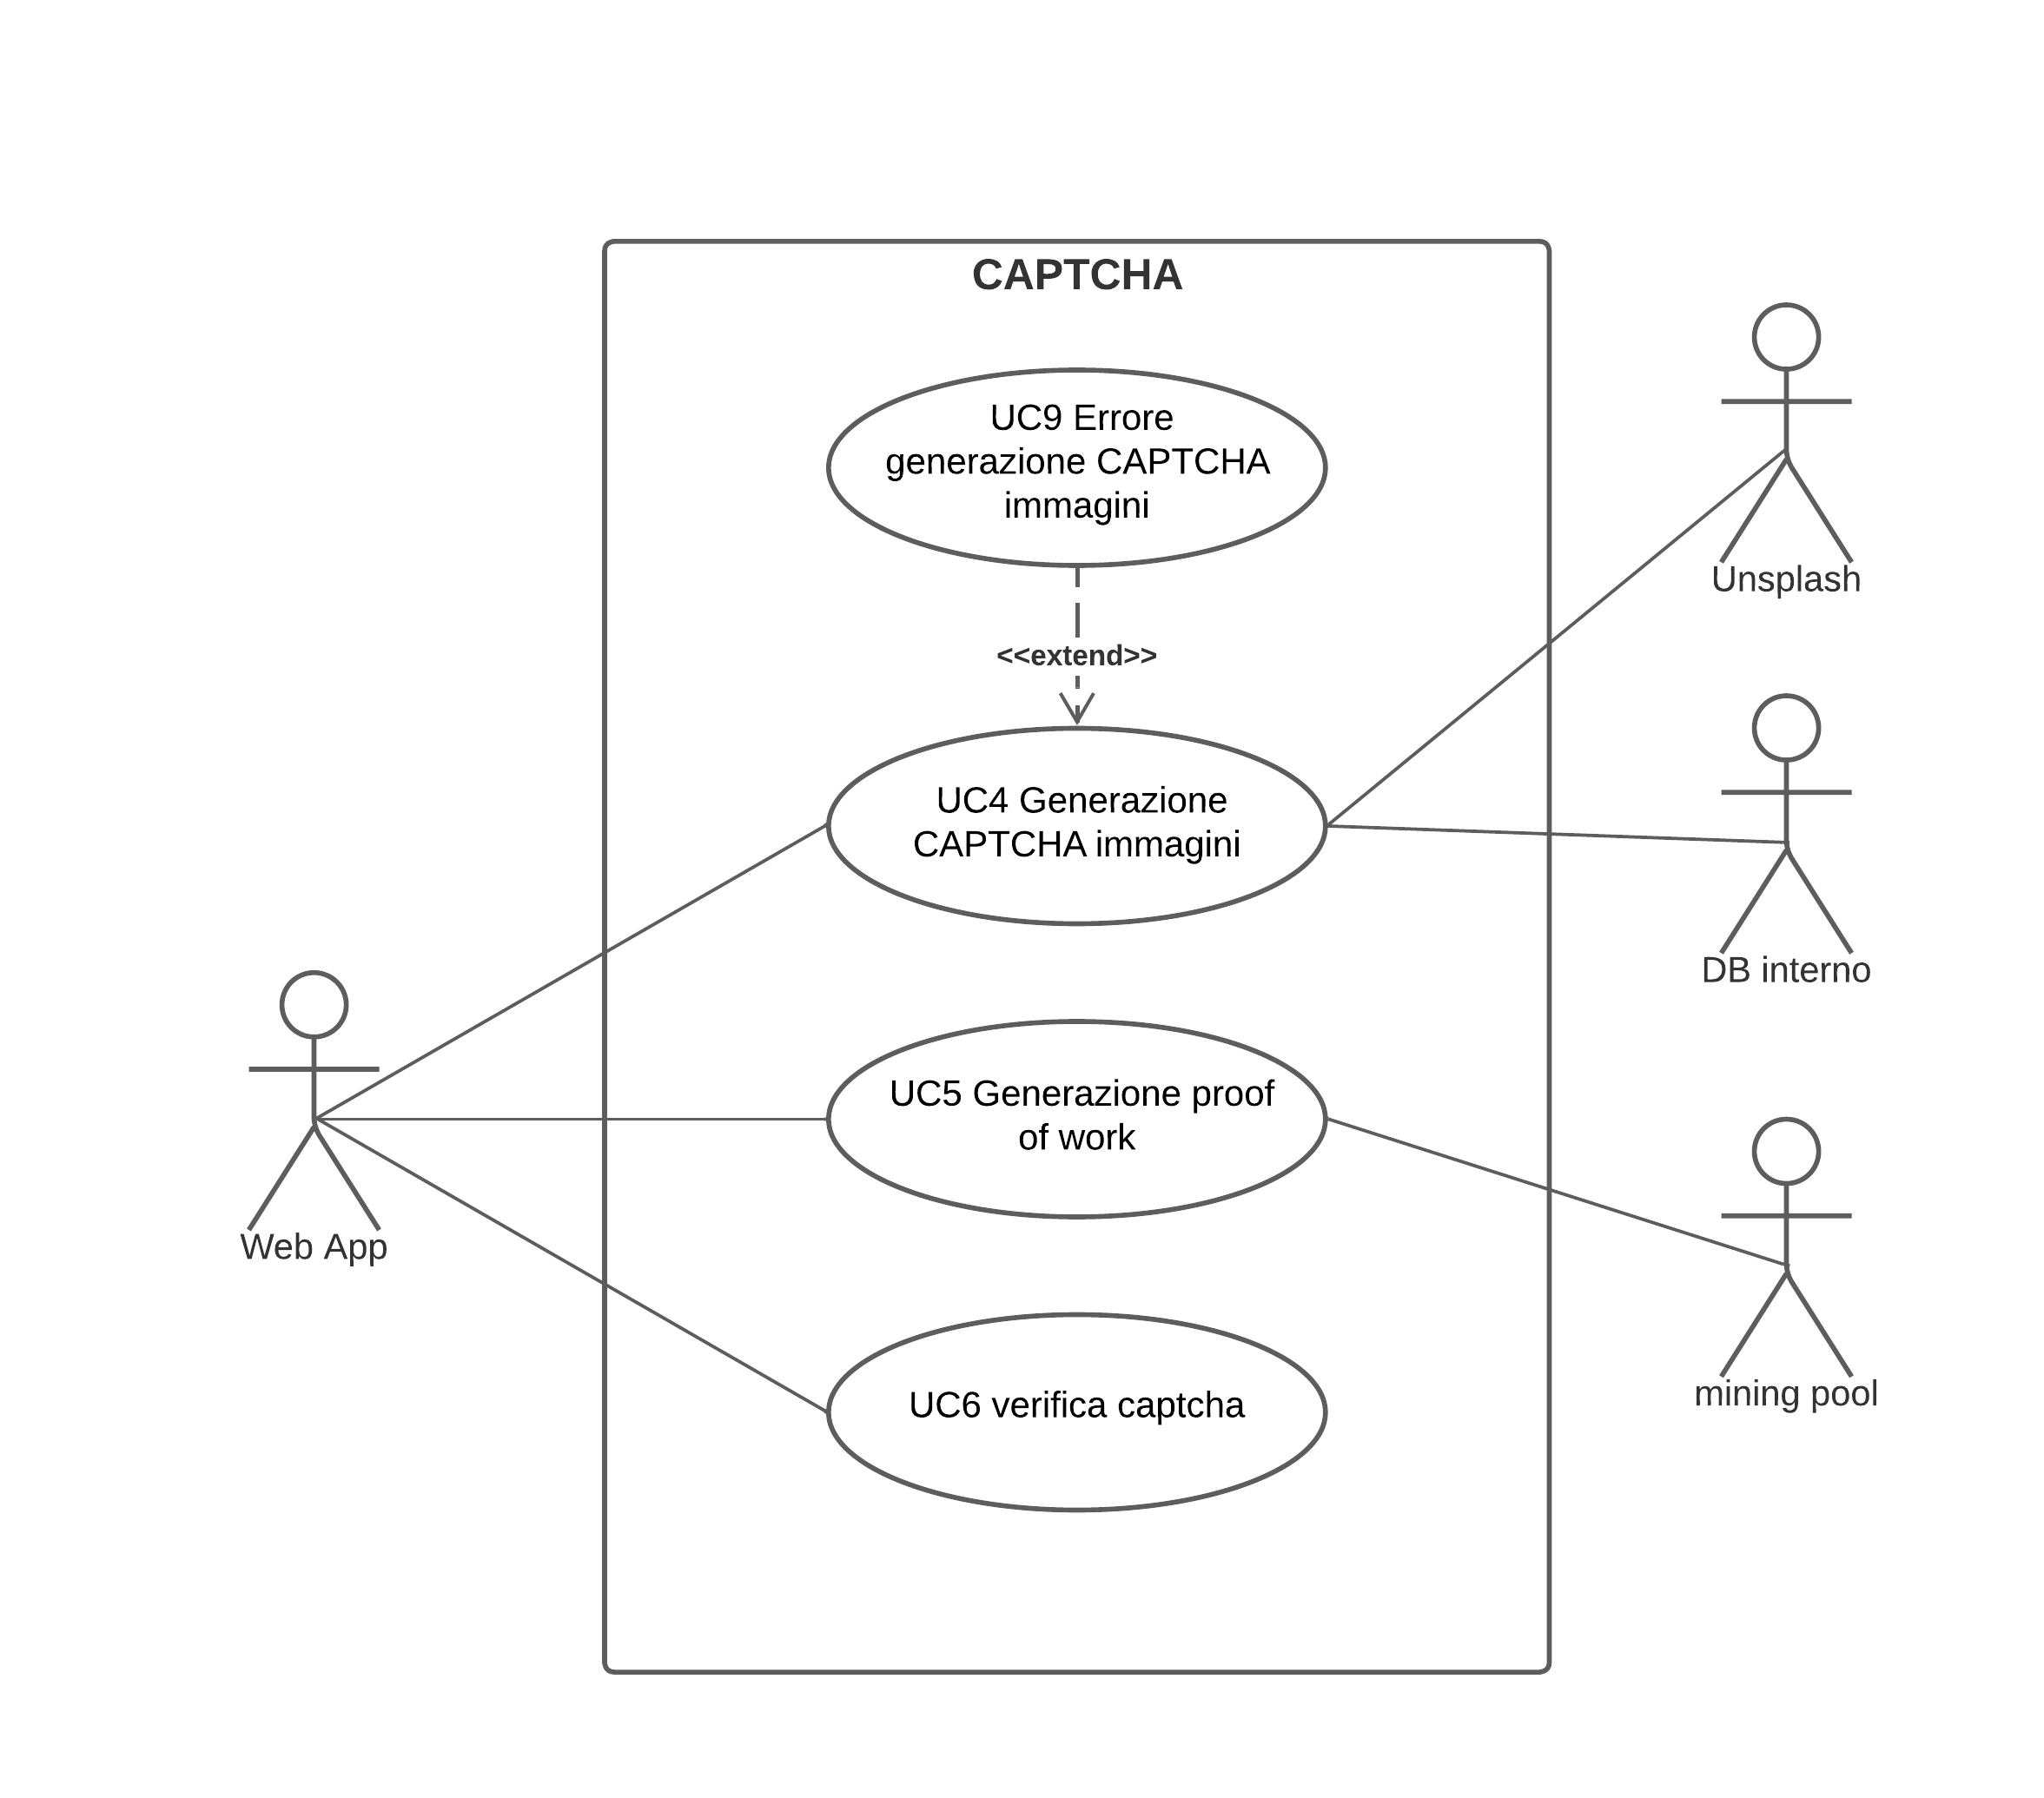 CAPTCHA
UC9 Errore
generazione CAPTCHA
immagini
<<extend>>
UC4 Generazione
CAPTCHA immagini
UC5 Generazione proof
of work
UC6 verifica captcha
Web App
Unsplash
DB interno
mining pool